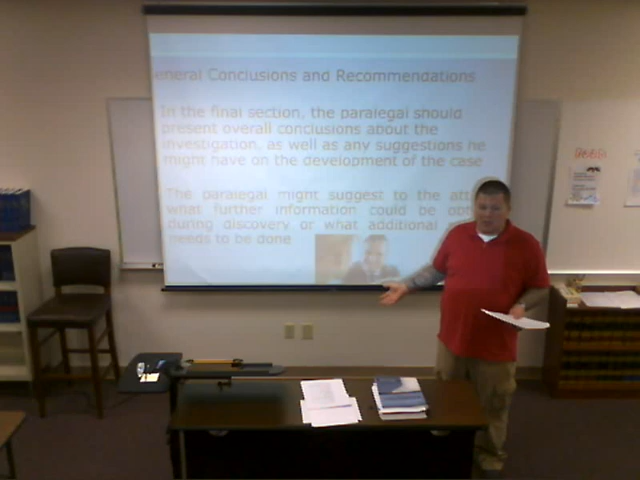 eneral Conclusions and Recommendations
In the final section, the paralegal should
present overall conclusions about the
investigation, as well as any suggestions he
might have on the development of the case
The paralegal might suggest to the att
what further information could be
during discovery or what additional
needs to be done